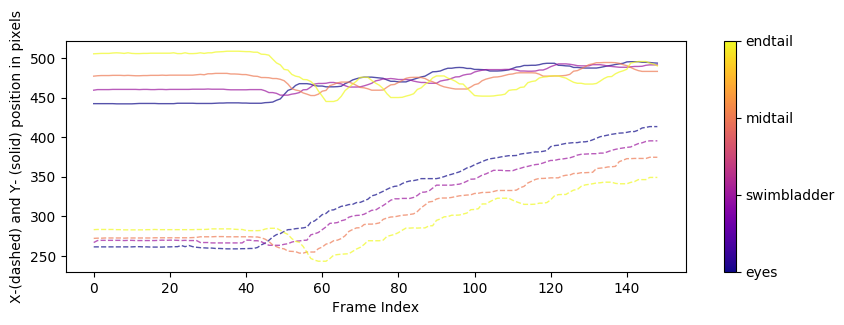 X-(dashed) and Y- (solid) position in pixels
500
450
400
350
300
250
0 20 40 60 80 100 120 140
Frame Index
endtail
midtail
swimbladder
eyes